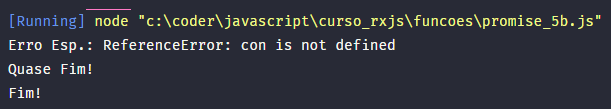 [Running] node "c:\coder\javascript\curso_rxjs\funcoes\promise_5b.js"
Erro Esp.: ReferenceError: con is not defined
Quase Fim!
Fim!